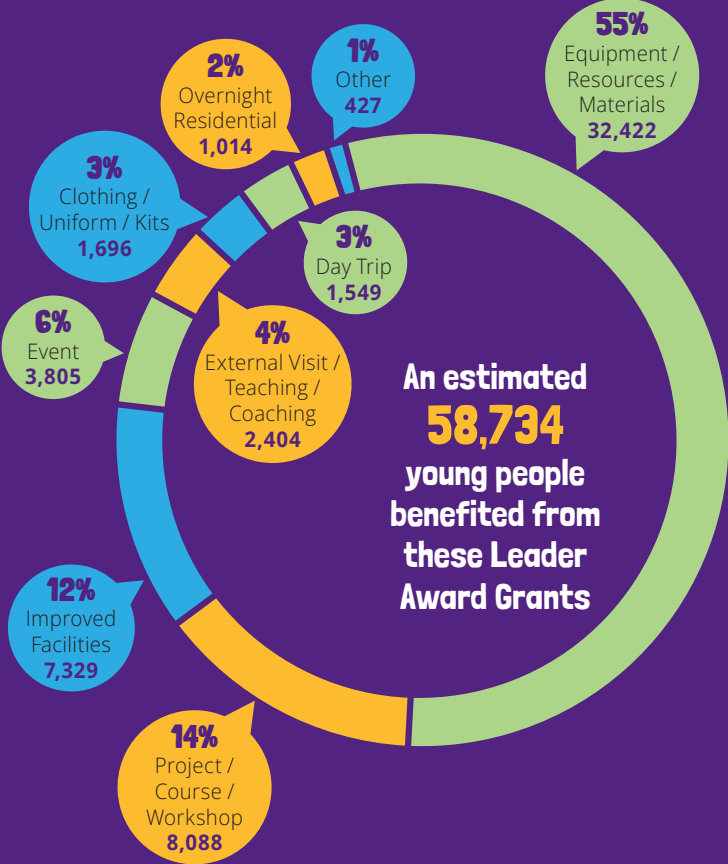 55%
Equipment /
Resources /
Materials
32,422
1%
Other
427
2%
Overnight
Residential
1,014
3%
Clothing /
Uniform / Kits
1,696
3%
Day Trip
1,549
6%
Event
3,805
4%
External Visit /
Teaching /
Coaching
2,404
An estimated
58,734
young people
benefited from
these Leader
Award Grants
12%
Improved
Facilities
7,329
14%
Project /
Course /
Workshop
8,088